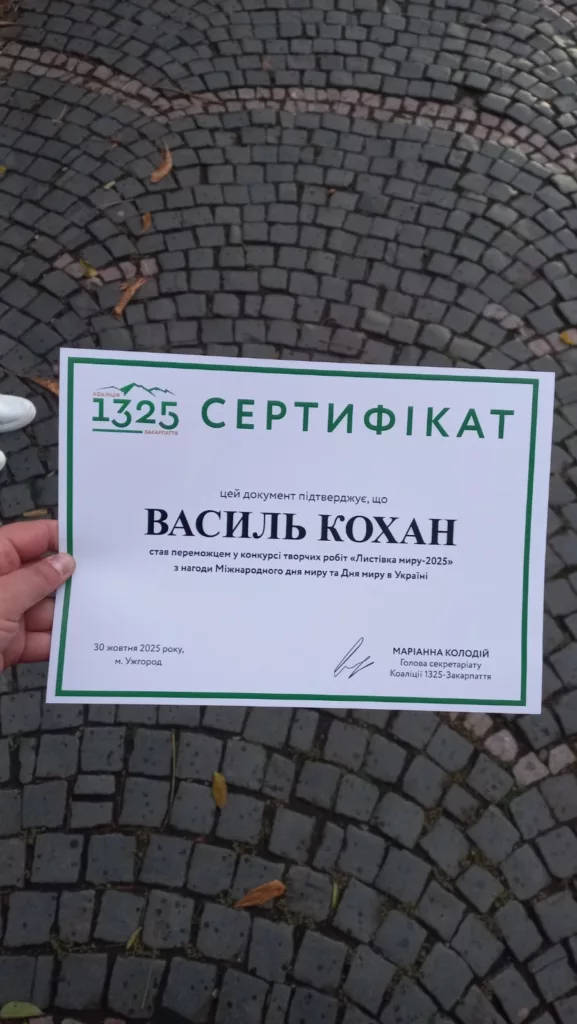 КОАЛІЦІЯ
1325
ЗАКАРПАТТЯ
СЕРТИФІКАТ
цей документ підтверджує, що
ВАСИЛЬ КОХАН
став переможцем у конкурсі творчих робіт «Листівка миру-2025»
з нагоди Міжнародного дня миру та Дня миру в Україні
30 жовтня 2025 року,
м. Ужгород
МАРІАННА КОЛОДІЙ
Голова секретаріату
Коаліції 1325-Закарпаття